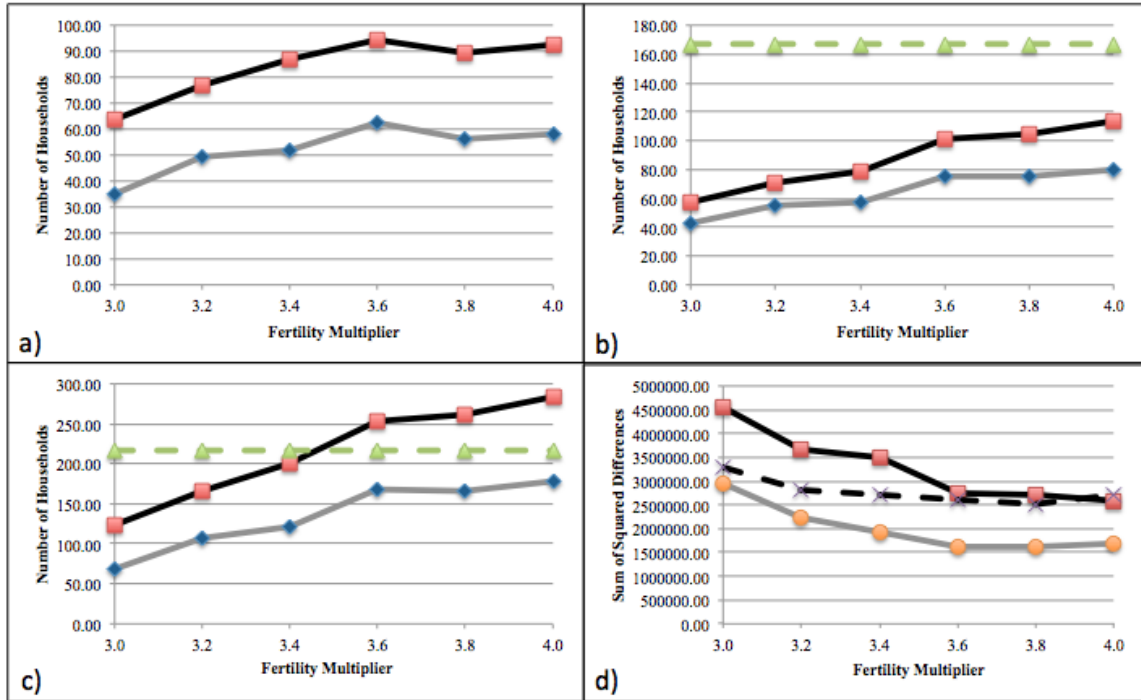 100.00
90.00
80.00
70.00
60.00
50.00
40.00
30.00
20.00
10.00
0.00
Number of Households
3.0 3.2 3.4 3.6 3.8 4.0
Fertility Multiplier
a)
180.00
160.00
140.00
120.00
100.00
80.00
60.00
40.00
20.00
0.00
Number of Households
3.0 3.2 3.4 3.6 3.8 4.0
Fertility Multiplier
b)
300.00
250.00
200.00
150.00
100.00
50.00
0.00
Number of Households
3.0 3.2 3.4 3.6 3.8 4.0
Fertility Multiplier
c)
5000000.00
4500000.00
4000000.00
3500000.00
3000000.00
2500000.00
2000000.00
1500000.00
1000000.00
500000.00
0.00
Sum of Squared Differences
3.0 3.2 3.4 3.6 3.8 4.0
Fertility Multiplier
d)